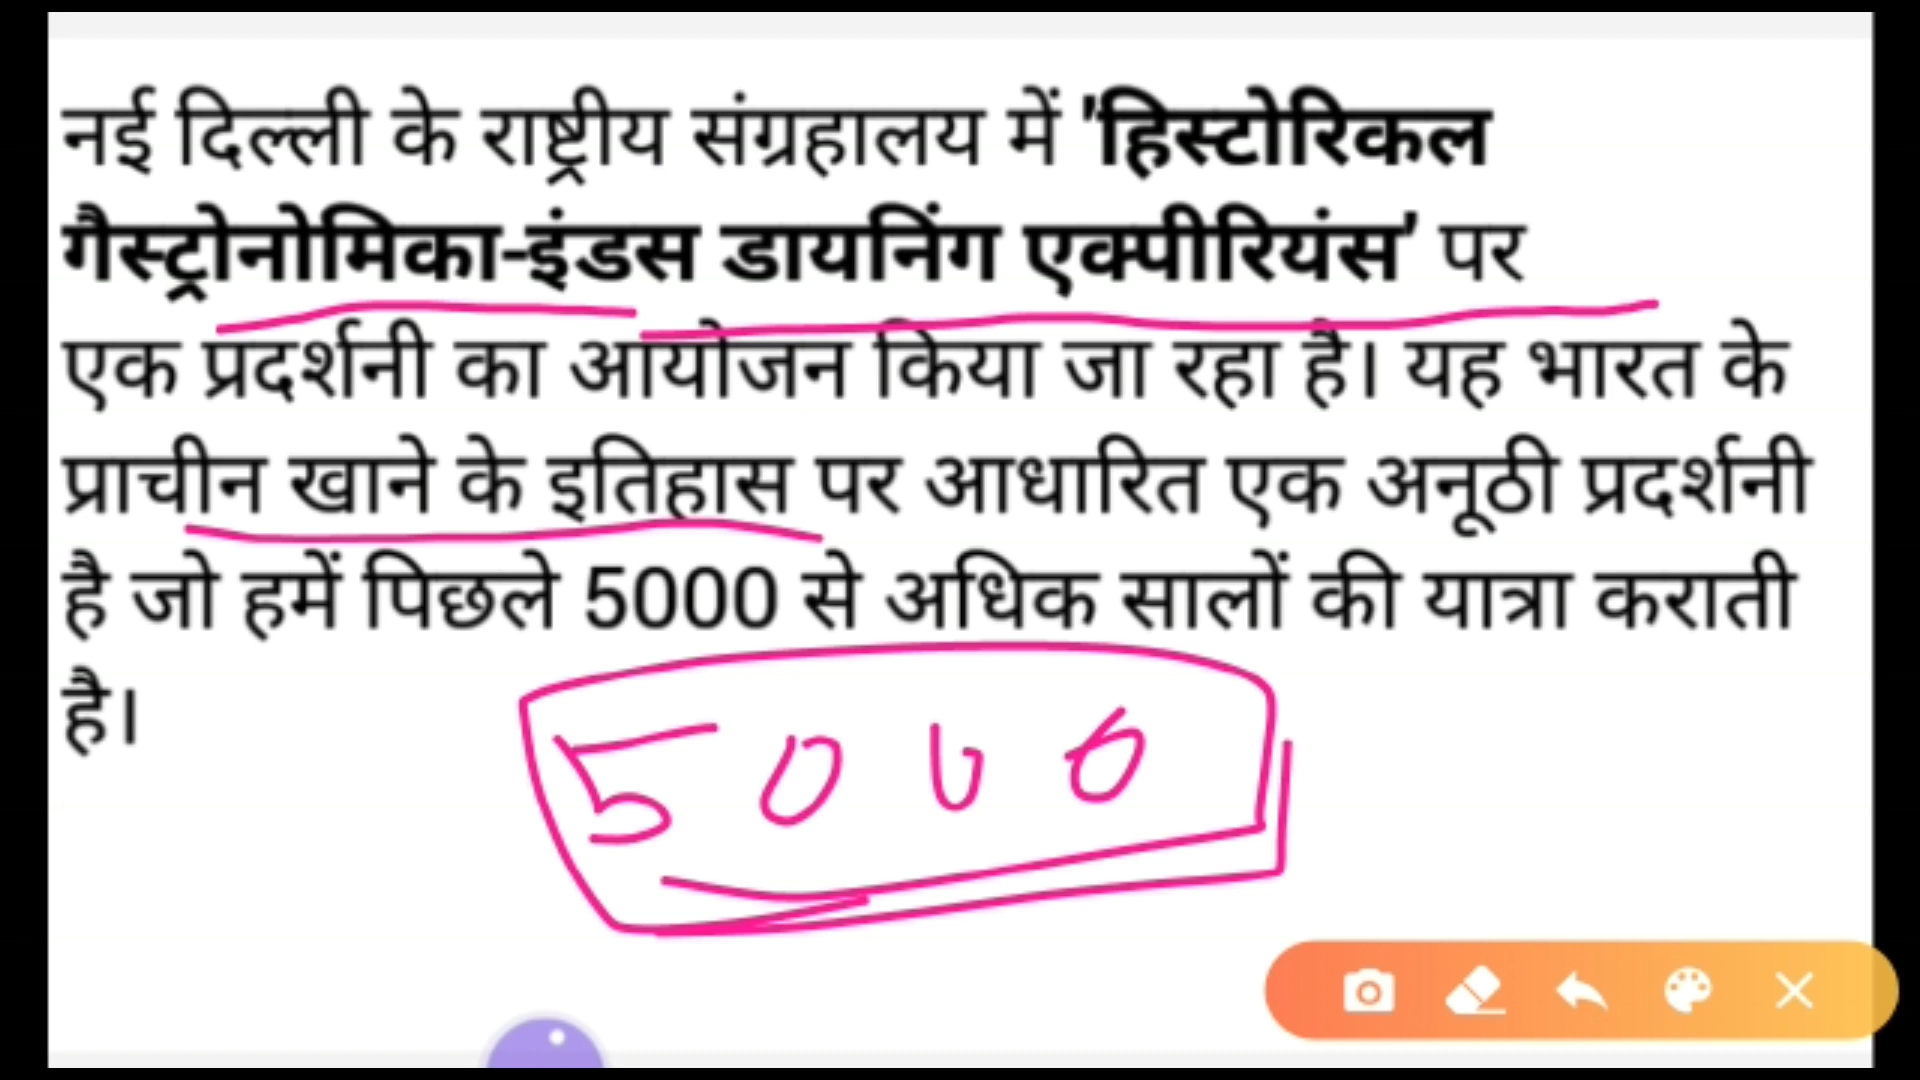 नई दिल्ली के राष्ट्रीय संग्रहालय में 'हिस्टोरिकल
गैस्ट्रोनोमिका-इंडस डायनिंग एक्पीरियंस' पर
एक प्रदर्शनी का आयोजन किया जा रहा है। यह भारत के
प्राचीन खाने के इतिहास पर आधारित एक अनूठी प्रदर्शनी
है जो हमें पिछले 5000 से अधिक सालों की यात्रा कराती
है।
5000